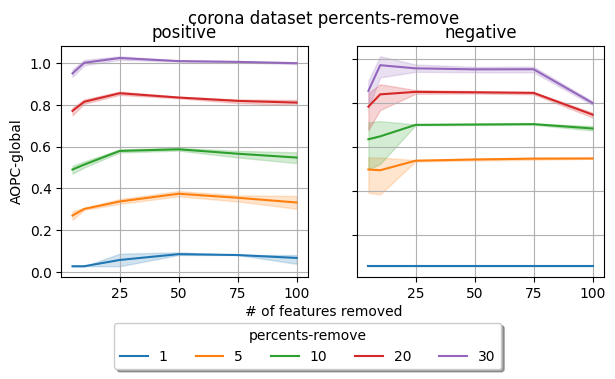 corona dataset percents-remove
positive
negative
AOPC-global
1.0
0.8
0.6
0.4
0.2
0.0
25 50 75 100
25 50 75 100
# of features removed
percents-remove
1 5 10 20 30